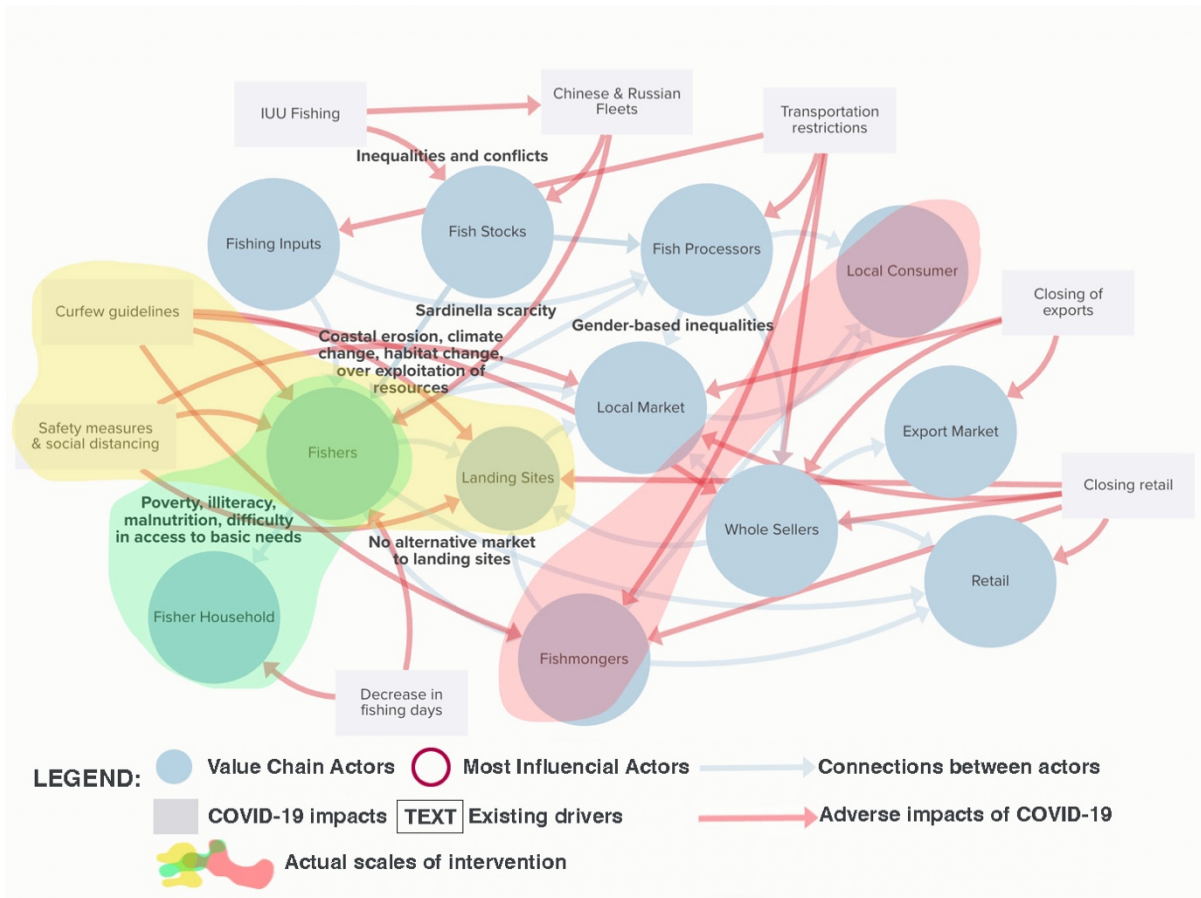 IUU Fishing
Chinese & Russian
Fleets
Transportation
restrictions
Inequalities and conflicts
Fishing Inputs
Fish Stocks
Fish Processors
Local Consumer
Curfew guidelines
Sardinella scarcity
Gender-based inequalities
Closing of
exports
Coastal erosion, climate
change, habitat change,
over exploitation of
resources
Local Market
Export Market
Safety measures
& social distancing
Fishers
Landing Sites
Closing retail
Poverty, illiteracy,
malnutrition, difficulty
in access to basic needs
No alternative market
to landing sites
Whole Sellers
Retail
Fisher Household
Fishmongers
Decrease in
fishing days
LEGEND:
Value Chain Actors
Most Influencial Actors
Connections between actors
COVID-19 impacts
TEXT
Existing drivers
Adverse impacts of COVID-19
Actual scales of intervention